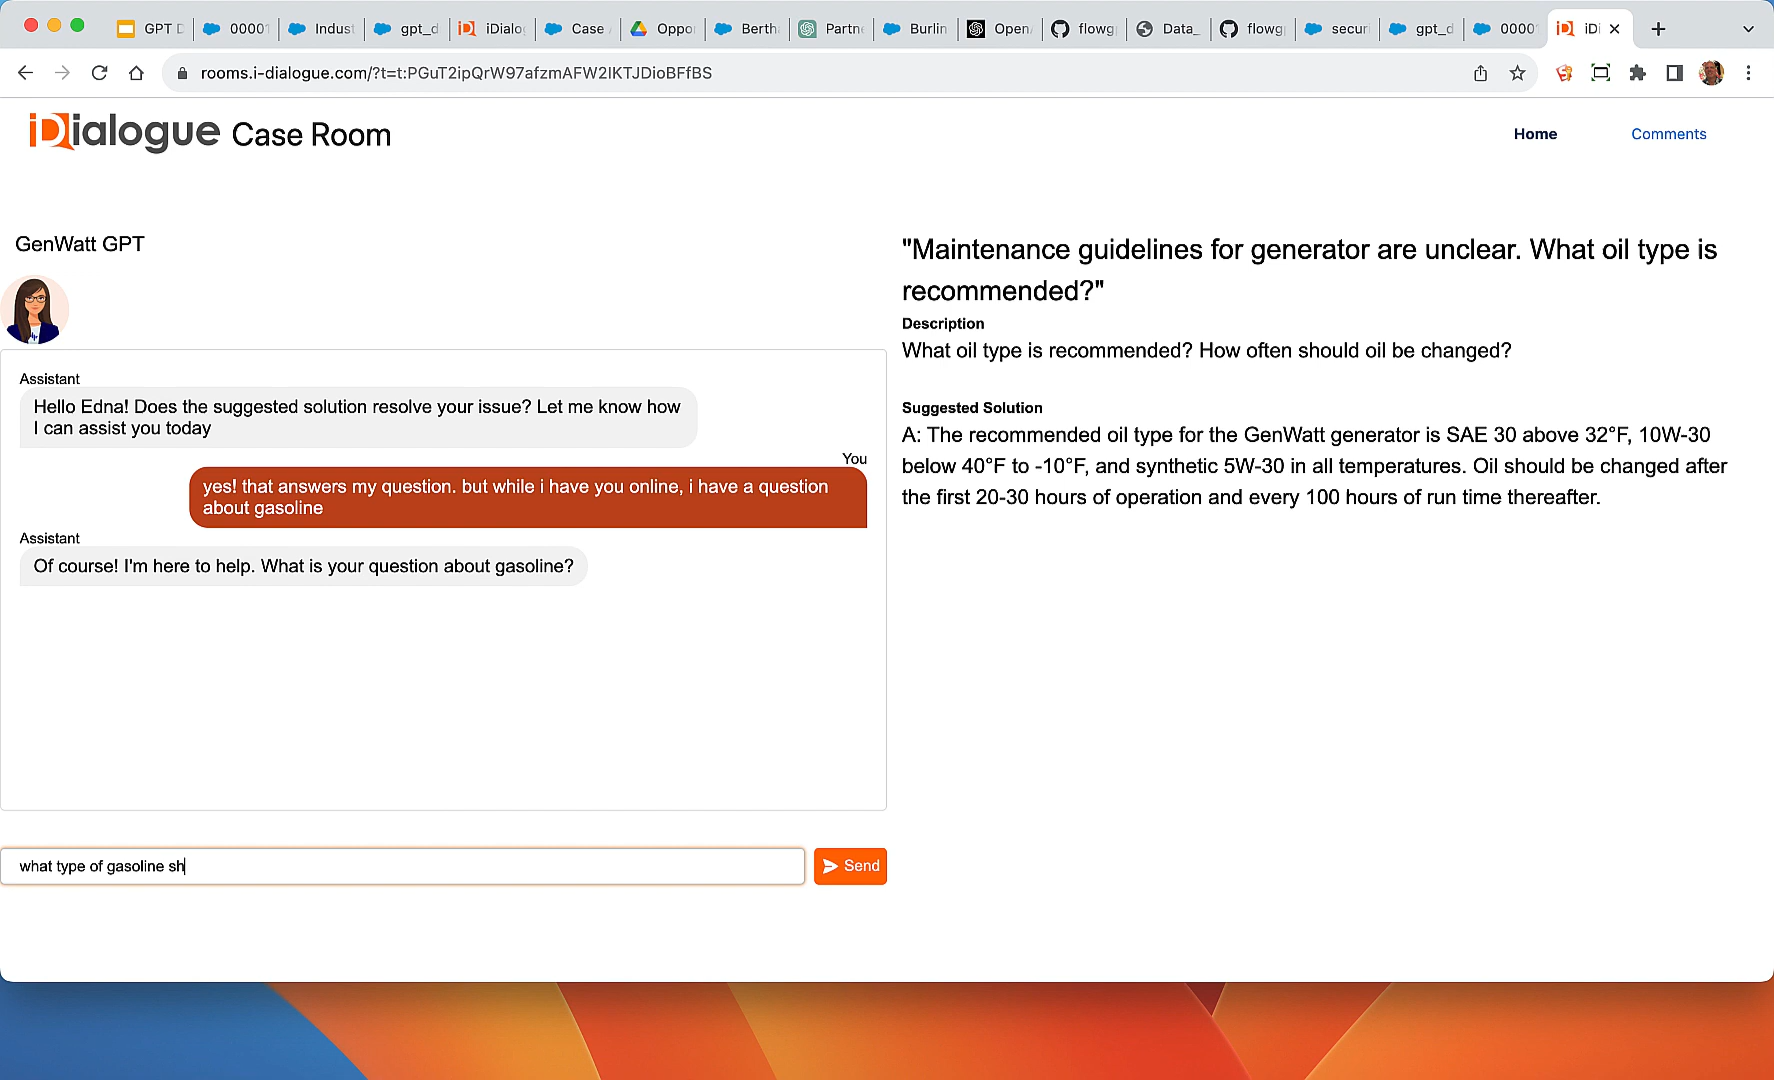 GPT D
0000
Indust
gpt_d
iDialog
Case
Oppo
Berth
Partne
Burlin
Open
flowg
Data_
flowg
securi
gpt_d
0000
iDi
rooms.i-dialogue.com/?t=t:PGuT2ipQrW97afzmAFW2IKTJDioBFfBS
iDialogue Case Room
Home
Comments
GenWatt GPT
Assistant
Hello Edna! Does the suggested solution resolve your issue? Let me know how
I can assist you today
You
yes! that answers my question. but while i have you online, i have a question
about gasoline
Assistant
Of course! I'm here to help. What is your question about gasoline?
what type of gasoline sh
Send
"Maintenance guidelines for generator are unclear. What oil type is
recommended?"
Description
What oil type is recommended? How often should oil be changed?
Suggested Solution
A: The recommended oil type for the GenWatt generator is SAE 30 above 32°F, 10W-30
below 40°F to -10°F, and synthetic 5W-30 in all temperatures. Oil should be changed after
the first 20-30 hours of operation and every 100 hours of run time thereafter.